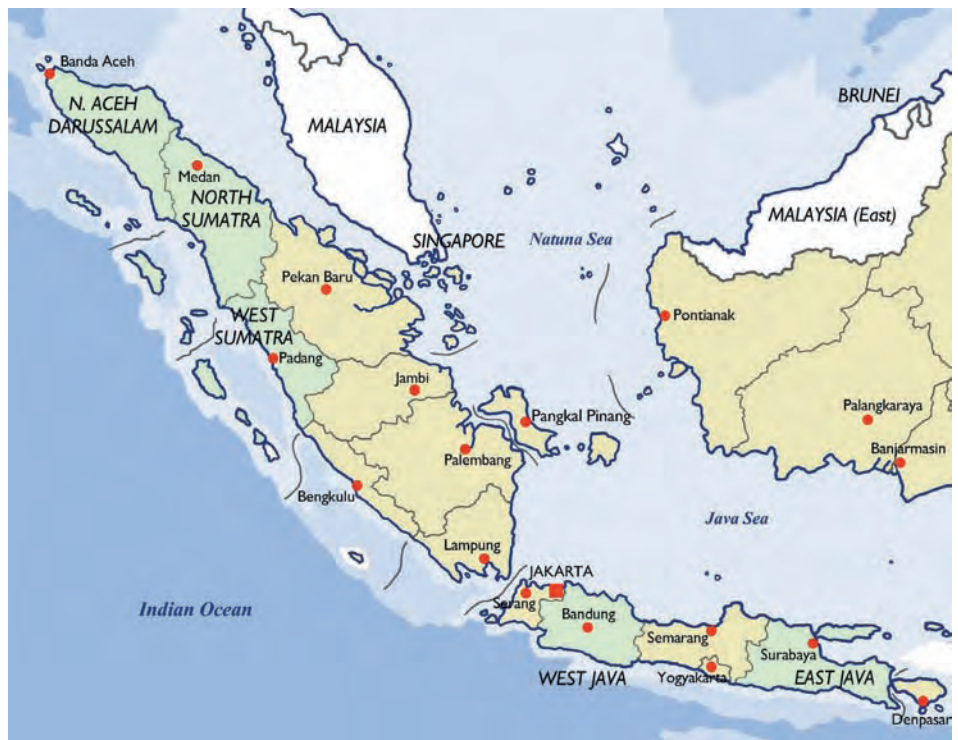 Banda Aceh
N. ACEH
DARUSSALAM
MALAYSIA
BRUNEI
Medan
NORTH
SUMATRA
MALAYSIA (East)
SINGAPORE
Natuna Sea
Pekan Baru
WEST
SUMATRA
Pontianak
Padang
Jambi
Pangkal Pinang
Palangkaraya
Palembang
Banjarmasin
Bengkulu
Java Sea
Lampung
JAKARTA
Serang
Indian Ocean
Bandung
Semarang
Surabaya
WEST JAVA
Yogyakarta
EAST JAVA
Denpasar